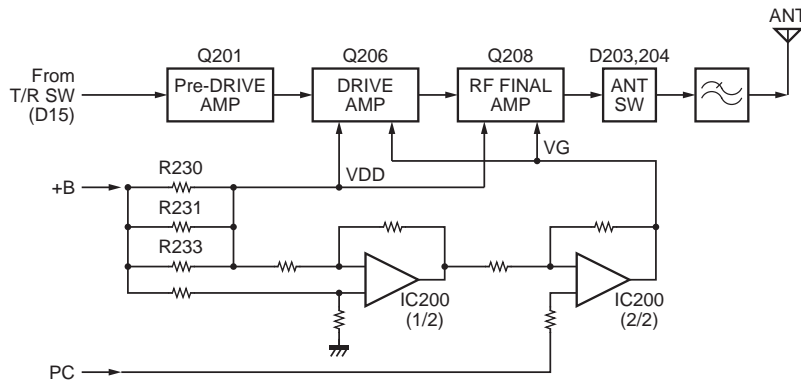 ANT
Q201
Q206
Q208
D203,204
From
T/R SW
(D15)
Pre-DRIVE
AMP
DRIVE
AMP
RF FINAL
AMP
ANT
SW
VG
VDD
+B
R230
R231
R233
IC200
(1/2)
IC200
(2/2)
PC